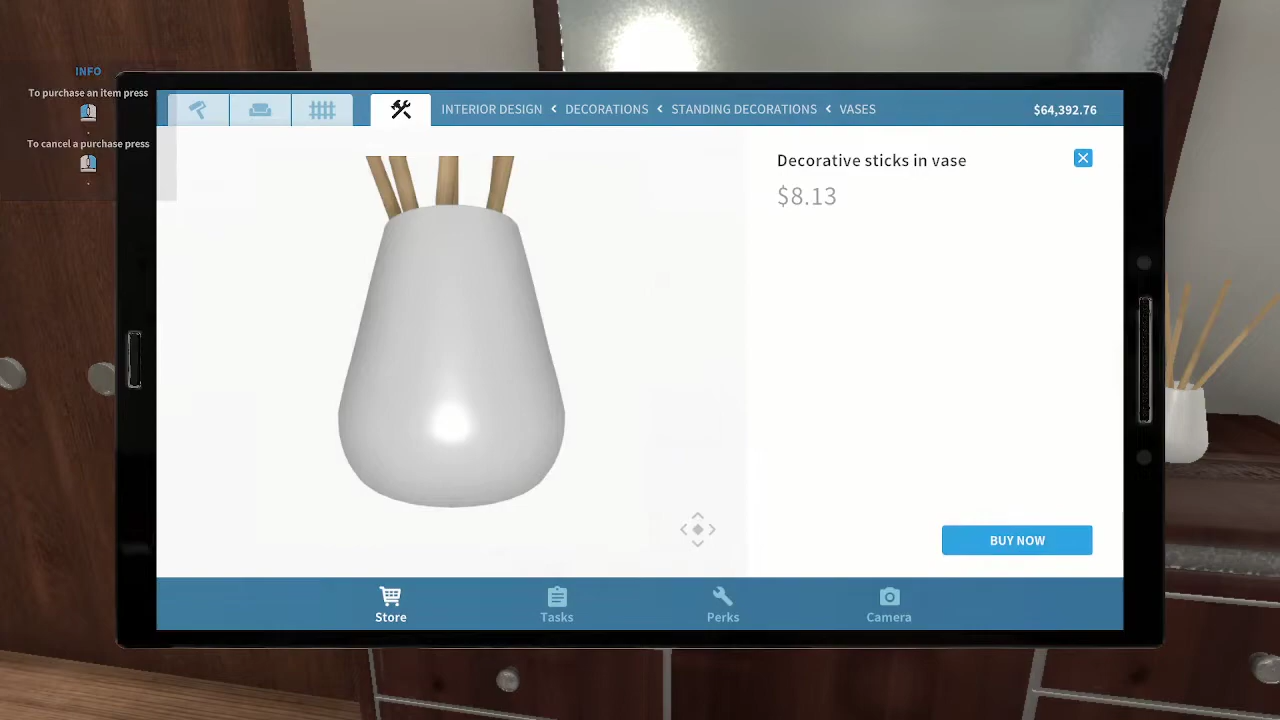 INFO
To purchase an item press
.
To cancel a purchase press
.
INTERIOR DESIGN < DECORATIONS < STANDING DECORATIONS < VASES
$64,392.76
Decorative sticks in vase
$8.13
BUY NOW
Store
Tasks
Perks
Camera